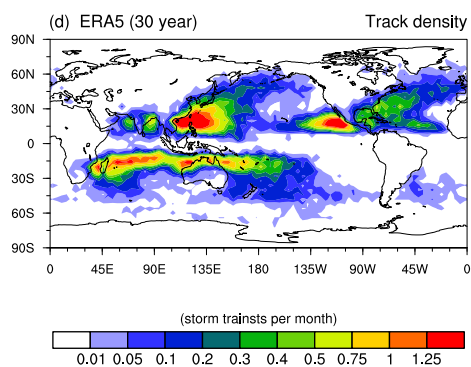 (d) ERA5 (30 year) Track density
90N
60N
30N
0
30S
60S
90S
0 45E 90E 135E 180 135W 90W 45W 0
(storm trainsts per month)
0.01 0.05 0.1 0.2 0.3 0.4 0.5 0.75 1 1.25